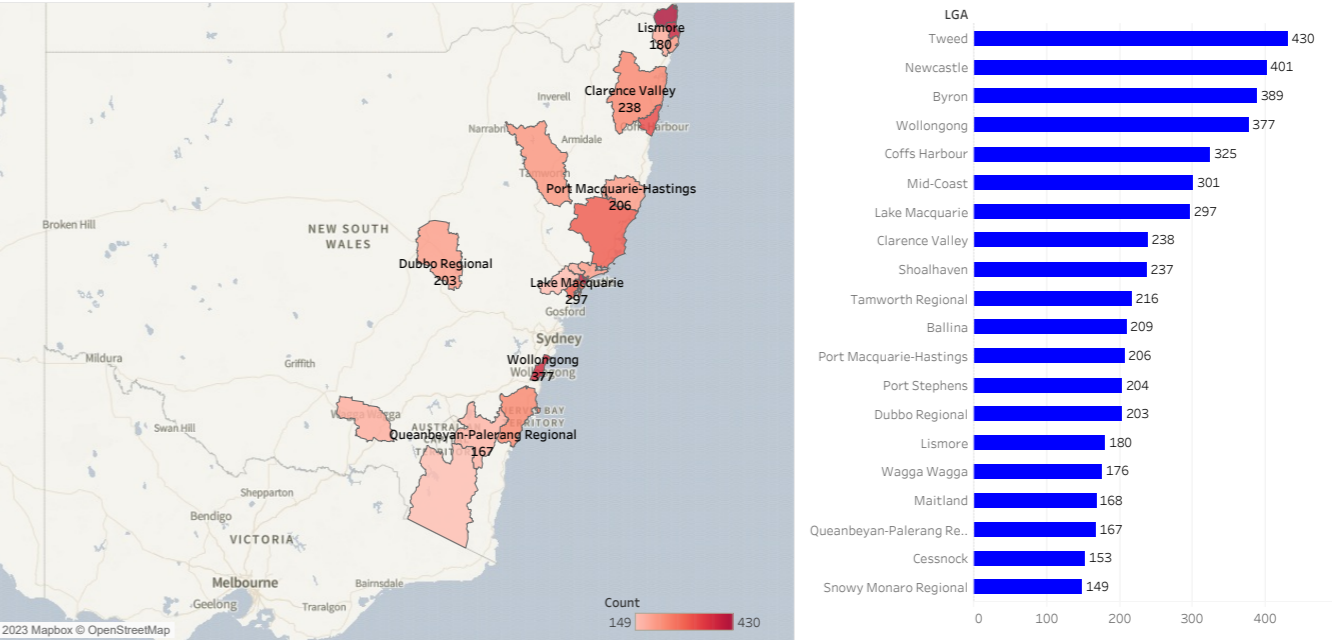 Lismore
180
Clarence Valley
238
Inverell
Coffs Harbour
Narrabri
Armidale
Tamworth
Port Macquarie-Hastings
206
Broken Hill
NEW SOUTH
WALES
Dubbo Regional
203
Lake Macquarie
297
Gosford
Sydney
Mildura
Griffith
Wollongong
Wollongong
377
Wagga Wagga
JERVIS BAY
TERRITORY
AUSTRALIAN
CAPITAL
TERRITORY
Swan Hill
Queanbeyan-Palerang Regional
167
Shepparton
Bendigo
VICTORIA
Melbourne
Bairnsdale
Geelong
Traralgon
2023 Mapbox © OpenStreetMap
Count
149 430
LGA
Tweed 430
Newcastle 401
Byron 389
Wollongong 377
Coffs Harbour 325
Mid-Coast 301
Lake Macquarie 297
Clarence Valley 238
Shoalhaven 237
Tamworth Regional 216
Ballina 209
Port Macquarie-Hastings 206
Port Stephens 204
Dubbo Regional 203
Lismore 180
Wagga Wagga 176
Maitland 168
Queanbeyan-Palerang Re.. 167
Cessnock 153
Snowy Monaro Regional 149
0 100 200 300 400